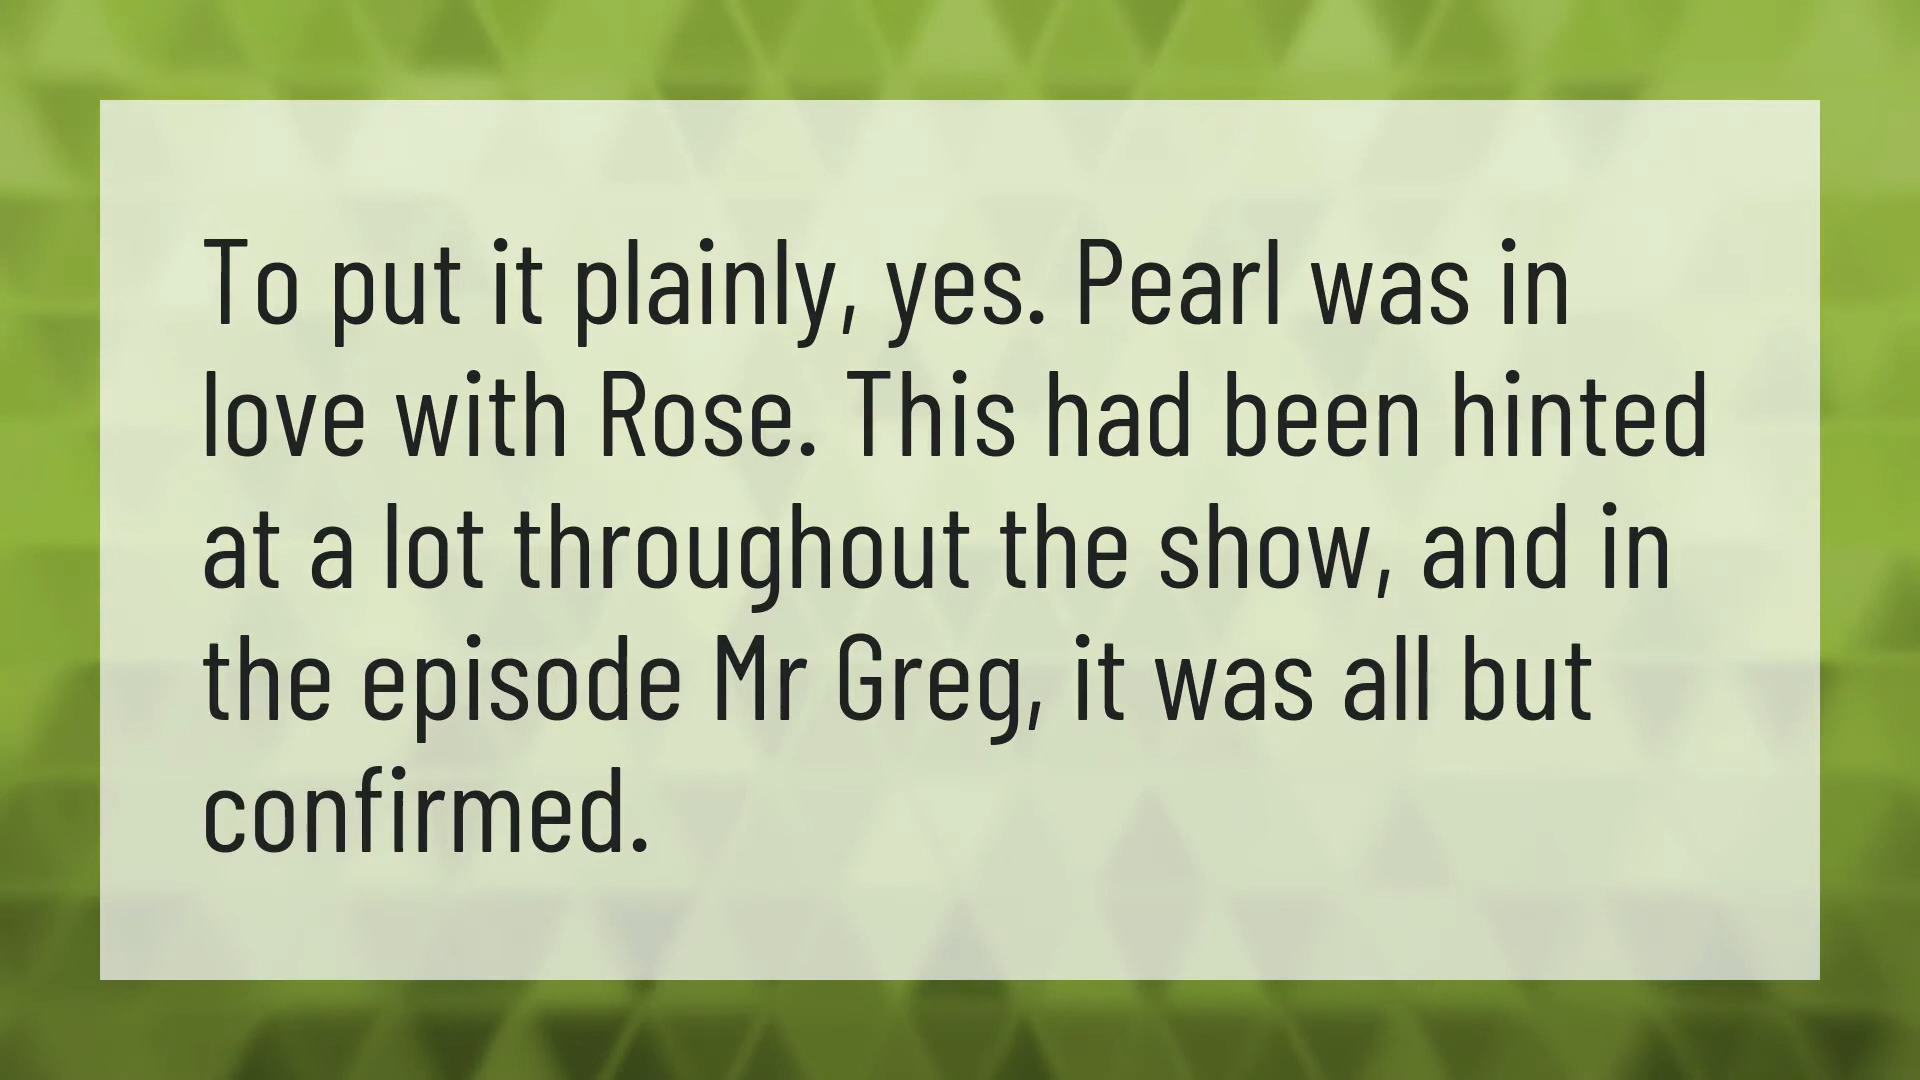 To put it plainly, yes. Pearl was in
love with Rose. This had been hinted
at a lot throughout the show, and in
the episode Mr Greg, it was all but
confirmed.